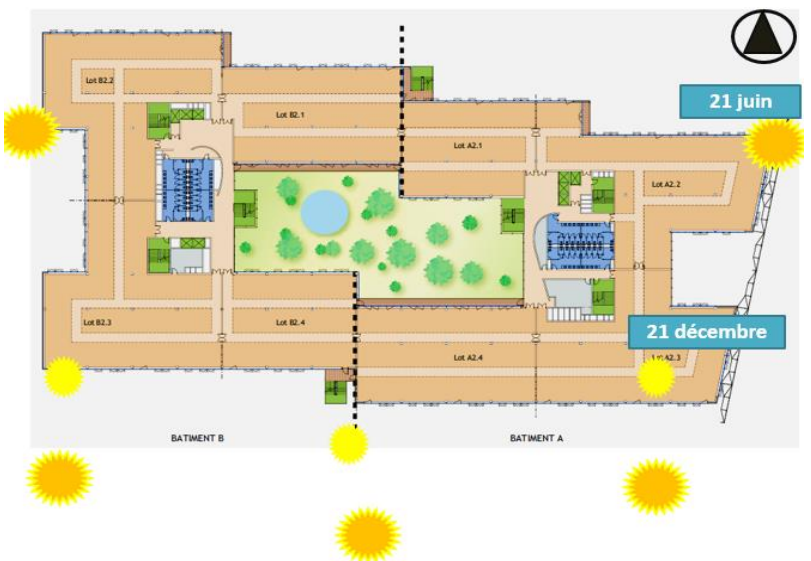 Lot B2.2
21 juin
Lot B2.1
Lot A2.1
Lot A2.2
Lot B2.3
Lot B2.4
21 décembre
Lot A2.4
Lot A2.3
BATIMENT B
BATIMENT A